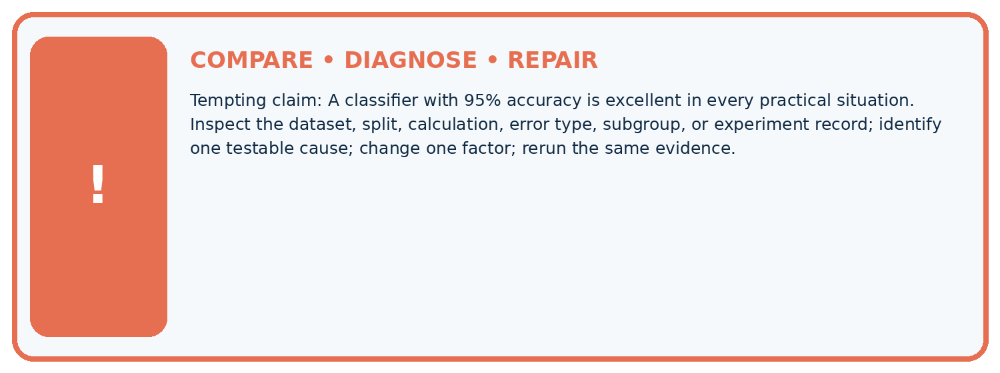 !
COMPARE • DIAGNOSE • REPAIR
Tempting claim: A classifier with 95% accuracy is excellent in every practical situation.
Inspect the dataset, split, calculation, error type, subgroup, or experiment record; identify
one testable cause; change one factor; rerun the same evidence.